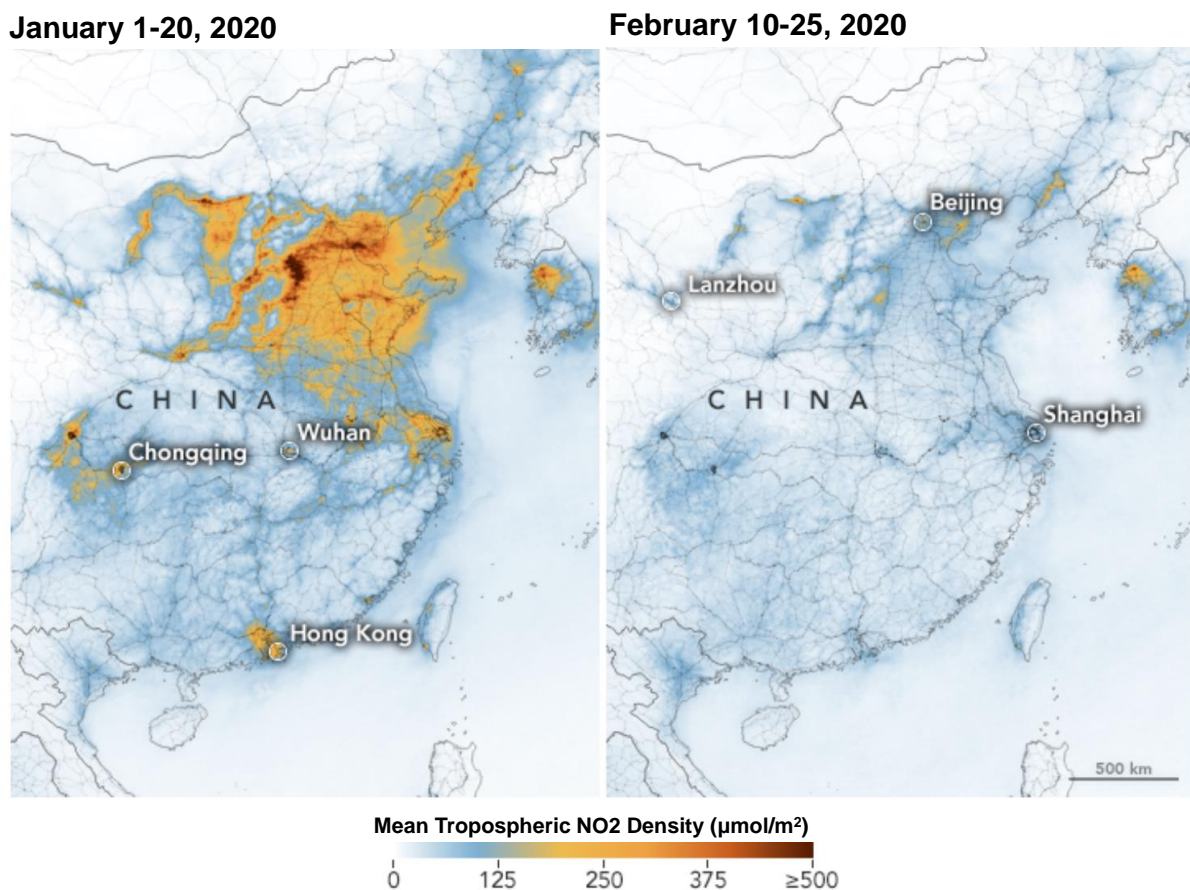 January 1-20, 2020
February 10-25, 2020
Beijing
Lanzhou
CHINA
CHINA
Shanghai
Wuhan
Chongqing
Hong Kong
500 km
Mean Tropospheric NO2 Density (µmol/m²)
0 125 250 375 ≥500